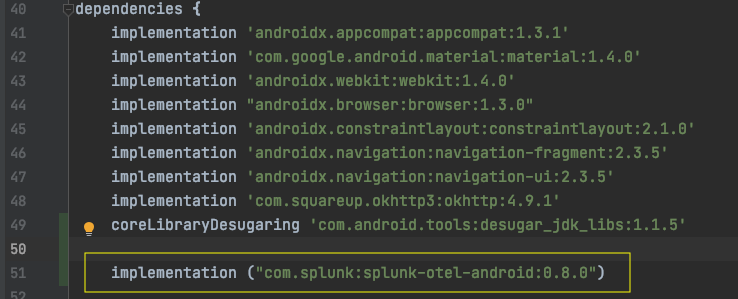 40 dependencies {
41 implementation 'androidx.appcompat:appcompat:1.3.1'
42 implementation 'com.google.android.material:material:1.4.0'
43 implementation 'androidx.webkit:webkit:1.4.0'
44 implementation "androidx.browser:browser:1.3.0"
45 implementation 'androidx.constraintlayout:constraintlayout:2.1.0'
46 implementation 'androidx.navigation:navigation-fragment:2.3.5'
47 implementation 'androidx.navigation:navigation-ui:2.3.5'
48 implementation 'com.squareup.okhttp3:okhttp:4.9.1'
49 coreLibraryDesugaring 'com.android.tools:desugar_jdk_libs:1.1.5'
50
51 implementation ("com.splunk:splunk-otel-android:0.8.0")
52